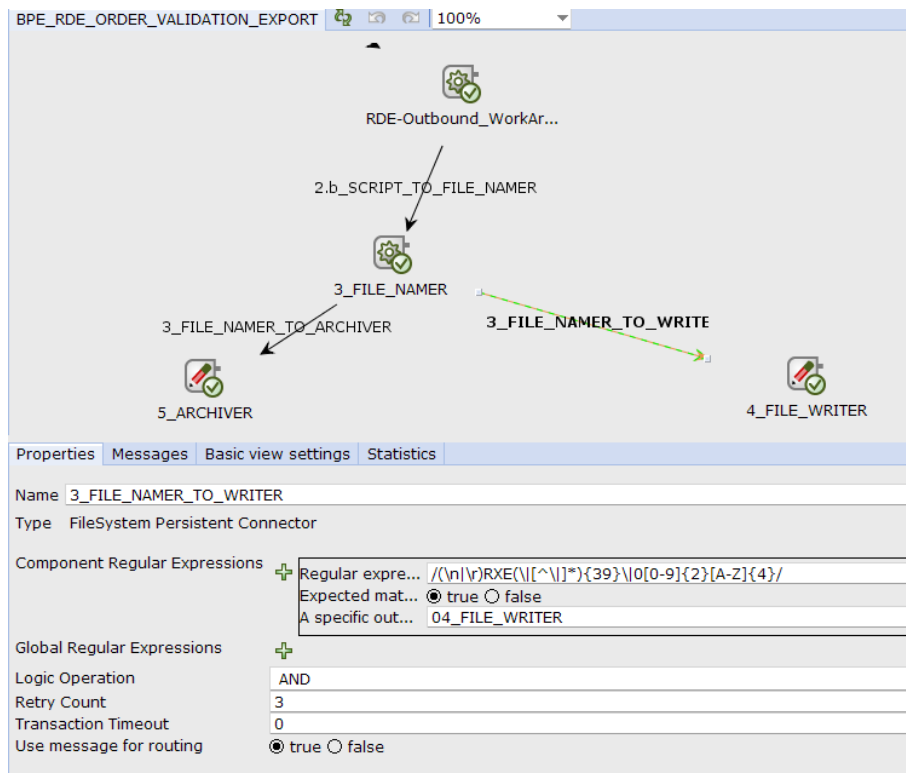 BPE_RDE_ORDER_VALIDATION_EXPORT 100%
RDE-Outbound_WorkAr...
2.b_SCRIPT_TO_FILE_NAMER
3_FILE_NAMER
3_FILE_NAMER_TO_ARCHIVER
3_FILE_NAMER_TO_WRITE
5_ARCHIVER
4_FILE_WRITER
Properties Messages Basic view settings Statistics
Name 3_FILE_NAMER_TO_WRITER
Type FileSystem Persistent Connector
Component Regular Expressions
Regular expre... /(\n|\r)RXE(\|[^\|]*){39}\|0[0-9]{2}[A-Z]{4}/
Expected mat... true false
A specific out... 04_FILE_WRITER
Global Regular Expressions
Logic Operation AND
Retry Count 3
Transaction Timeout 0
Use message for routing true false